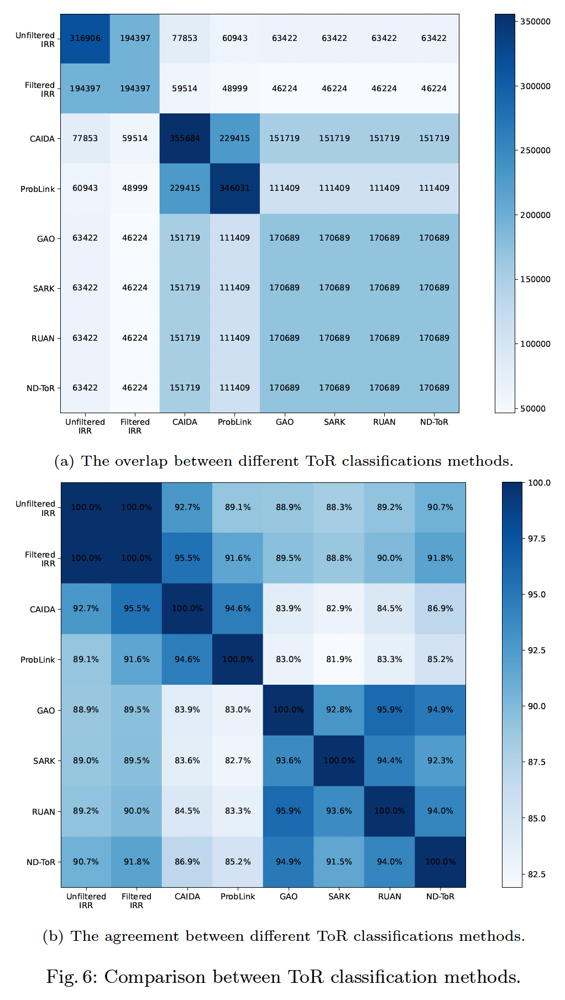 Unfiltered
IRR
316906 194397 77853 60943 63422 63422 63422 63422
Filtered
IRR
194397 194397 59514 48999 46224 46224 46224 46224
CAIDA 77853 59514 355684 229415 151719 151719 151719 151719
ProbLink 60943 48999 229415 346031 111409 111409 111409 111409
GAO 63422 46224 151719 111409 170689 170689 170689 170689
SARK 63422 46224 151719 111409 170689 170689 170689 170689
RUAN 63422 46224 151719 111409 170689 170689 170689 170689
ND-ToR 63422 46224 151719 111409 170689 170689 170689 170689
Unfiltered Filtered CAIDA ProbLink GAO SARK RUAN ND-ToR
IRR IRR
350000
300000
250000
200000
150000
100000
50000
(a) The overlap between different ToR classifications methods.
Unfiltered
IRR
100.0% 100.0% 92.7% 89.1% 88.9% 88.3% 89.2% 90.7%
Filtered
IRR
100.0% 100.0% 95.5% 91.6% 89.5% 88.8% 90.0% 91.8%
CAIDA 92.7% 95.5% 100.0% 94.6% 83.9% 82.9% 84.5% 86.9%
ProbLink 89.1% 91.6% 94.6% 100.0% 83.0% 81.9% 83.3% 85.2%
GAO 88.9% 89.5% 83.9% 83.0% 100.0% 92.8% 95.9% 94.9%
SARK 89.0% 89.5% 83.6% 82.7% 93.6% 100.0% 94.4% 92.3%
RUAN 89.2% 90.0% 84.5% 83.3% 95.9% 93.6% 100.0% 94.0%
ND-ToR 90.7% 91.8% 86.9% 85.2% 94.9% 91.5% 94.0% 100.0%
Unfiltered Filtered CAIDA ProbLink GAO SARK RUAN ND-ToR
IRR IRR
100.0
97.5
95.0
92.5
90.0
87.5
85.0
82.5
(b) The agreement between different ToR classifications methods.
Fig. 6: Comparison between ToR classification methods.